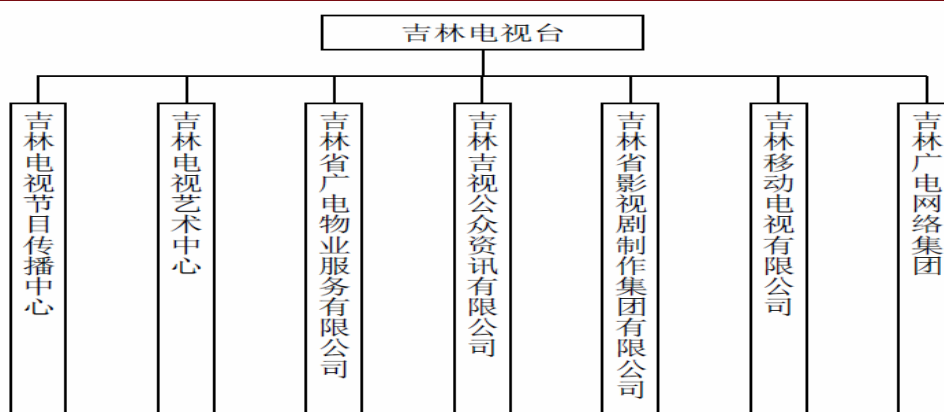 吉林电视台
吉林电视节目传播中心
吉林电视艺术中心
吉林省广电物业服务有限公司
吉林吉视公众资讯有限公司
吉林省影视剧制作集团有限公司
吉林移动电视有限公司
吉林广电网络集团